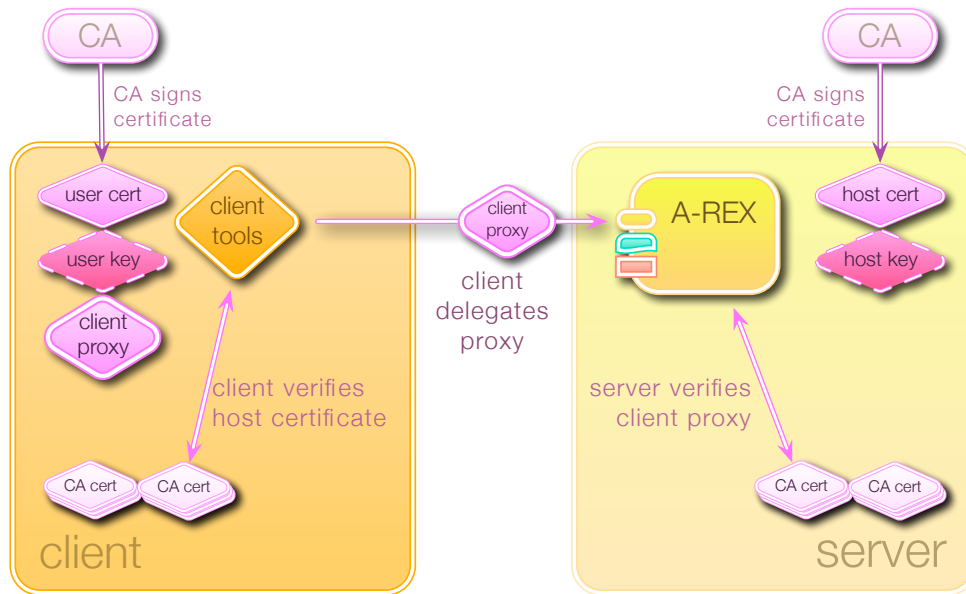 CA
CA
CA signs
certificate
CA signs
certificate
user cert
user key
client
proxy
client
tools
client
proxy
client
delegates
proxy
A-REX
host cert
host key
client verifies
host certificate
server verifies
client proxy
CA cert
CA cert
CA cert
CA cert
client
server